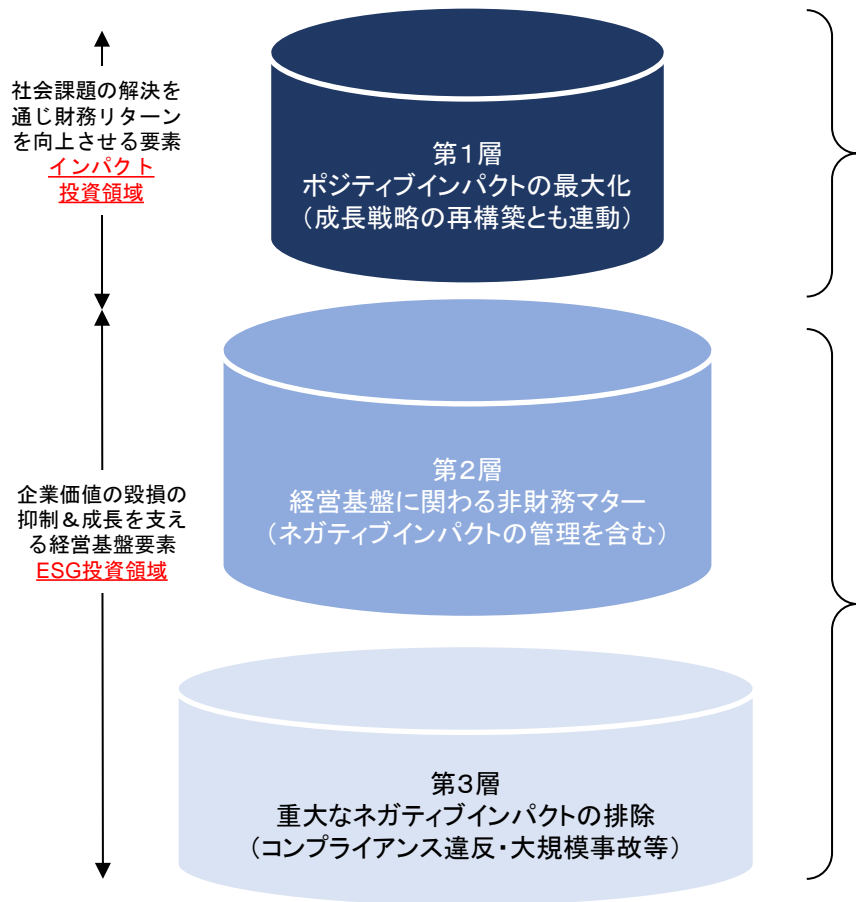 社会課題の解決を
通じ財務リターン
を向上させる要素
インパクト
投資領域
第1層
ポジティブインパクトの最大化
(成長戦略の再構築とも連動)
企業価値の毀損の
抑制&成長を支え
る経営基盤要素
ESG投資領域
第2層
経営基盤に関わる非財務マター
(ネガティブインパクトの管理を含む)
第3層
重大なネガティブインパクトの排除
(コンプライアンス違反・大規模事故等)